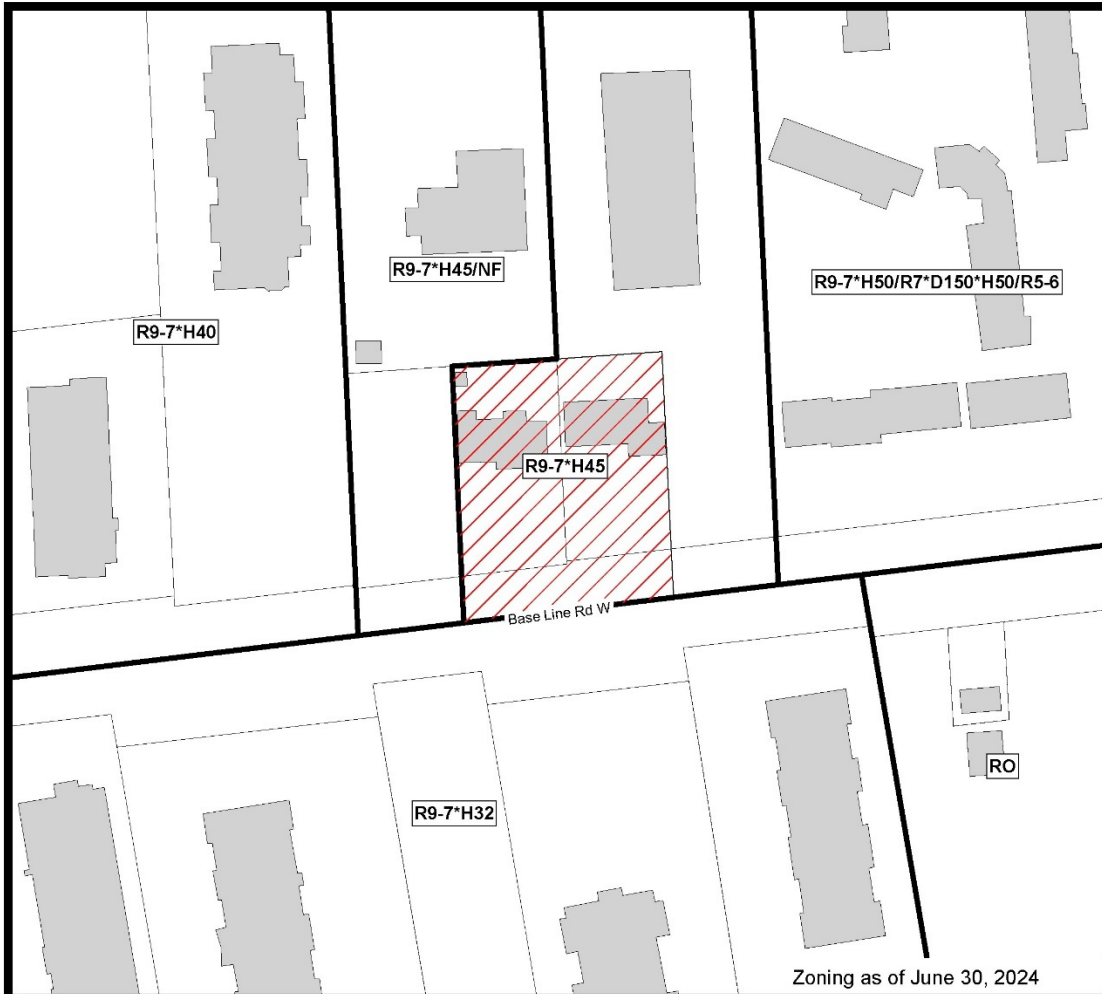 R9-7*H45/NF
R9-7*H50/R7*D150*H50/R5-6
R9-7*H40
R9-7*H45
Base Line Rd W
RO
R9-7*H32
Zoning as of June 30, 2024